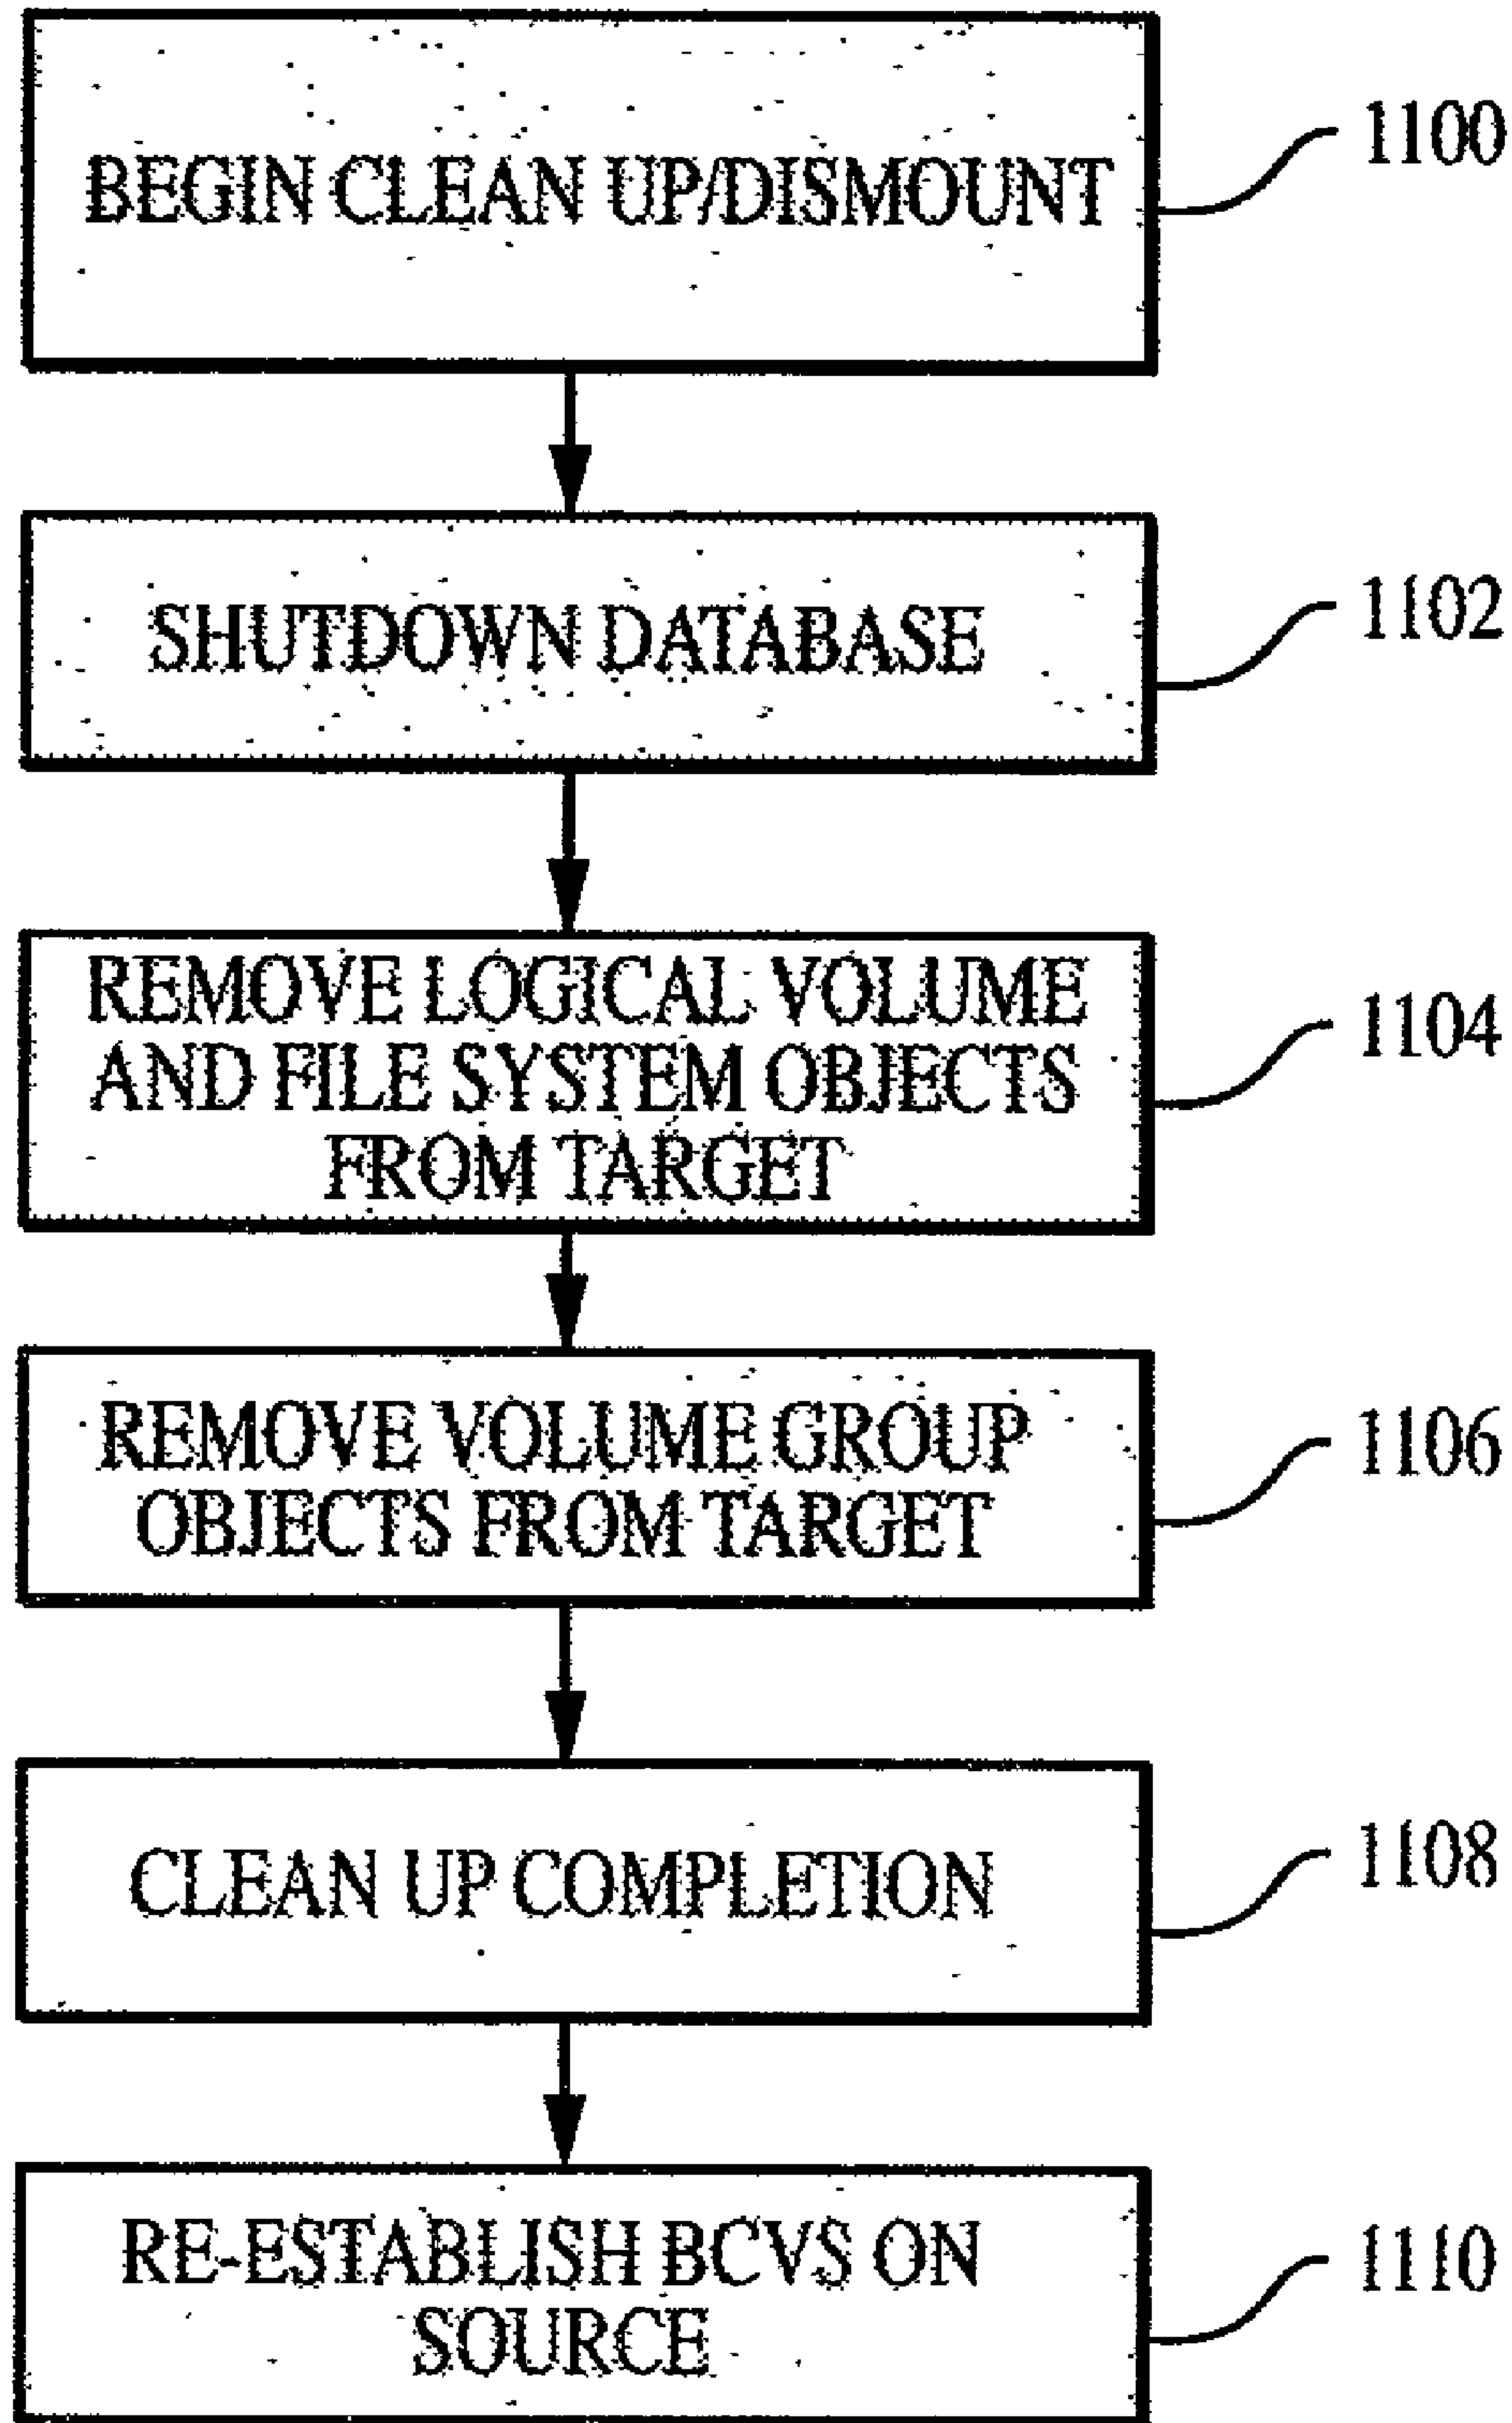 BEGIN CLEAN UP/DISMOUNT
1100
SHUTDOWN DATABASE
1102
REMOVE LOGICAL VOLUME
AND FILE SYSTEM OBJECTS
FROM TARGET
1104
REMOVE VOLUME GROUP
OBJECTS FROM TARGET
1106
CLEAN UP COMPLETION
1108
RE-ESTABLISH BCVS ON
SOURCE
1110